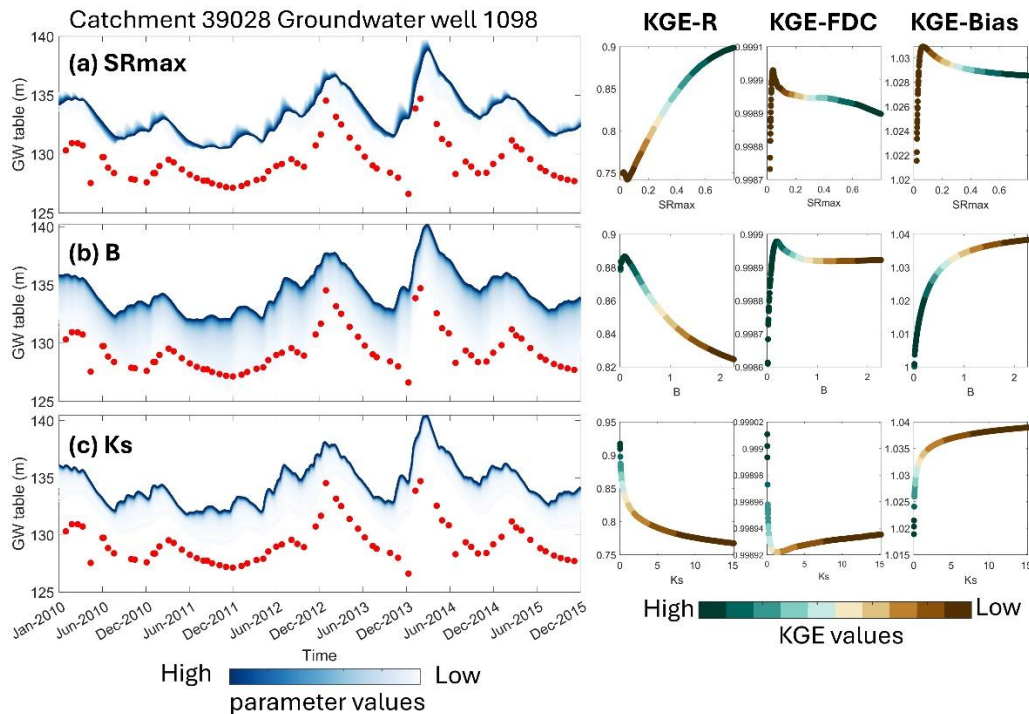 Catchment 39028 Groundwater well 1098
KGE-R KGE-FDC KGE-Bias
(a) SRmax
GW table (m)
140
135
130
125
0.9
0.85
0.8
0.75
0 0.2 0.4 0.6
SRmax
0.9991
0.999
0.9989
0.9988
0.9987
0 0.2 0.4 0.6
SRmax
1.03
1.028
1.026
1.024
1.022
1.02
0 0.2 0.4 0.6
SRmax
(b) B
GW table (m)
140
135
130
125
0.9
0.88
0.86
0.84
0.82
0 1 2
B
0.999
0.9989
0.9988
0.9987
0.9986
0 1 2
B
1.04
1.03
1.02
1.01
1
0 1 2
B
(c) Ks
GW table (m)
140
135
130
125
Jan-2010
Jun-2010
Dec-2010
Jun-2011
Dec-2011
Jun-2012
Dec-2012
Jun-2013
Dec-2013
Jun-2014
Dec-2014
Jun-2015
Dec-2015
Time
0.95
0.9
0.85
0.8
0.75
0 5 10 15
Ks
0.99902
0.999
0.99898
0.99896
0.99894
0.99892
0 5 10 15
Ks
1.04
1.035
1.03
1.025
1.02
1.015
0 5 10 15
Ks
High Low
KGE values
High Low
parameter values